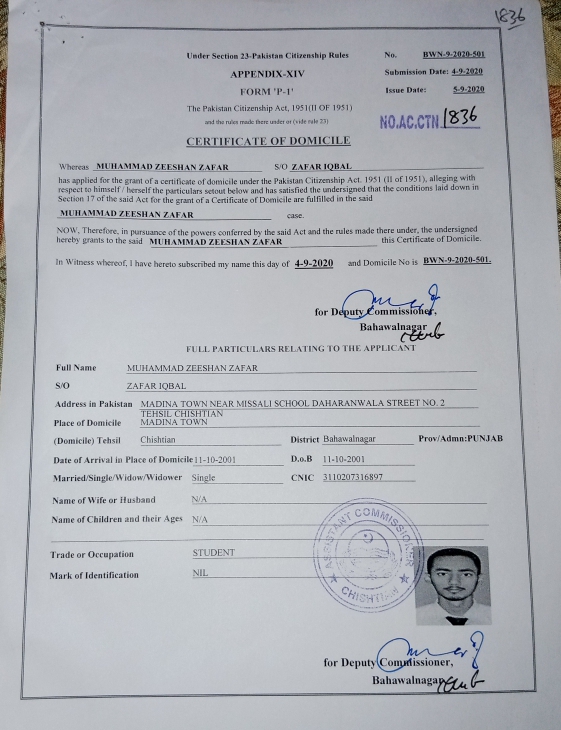 1836
Under Section 23-Pakistan Citizenship Rules
No. BWN-9-2020-501
APPENDIX-XIV
Submission Date: 4-9-2020
FORM 'P-1'
Issue Date: 5-9-2020
The Pakistan Citizenship Act, 1951(II OF 1951)
and the rules made there under or (vide rule 23)
NO.AC.CTN 1836
CERTIFICATE OF DOMICILE
Whereas MUHAMMAD ZEESHAN ZAFAR S/O ZAFAR IQBAL
has applied for the grant of a certificate of domicile under the Pakistan Citizenship Act. 1951 (II of 1951), alleging with
respect to himself / herself the particulars setout below and has satisfied the undersigned that the conditions laid down in
Section 17 of the said Act for the grant of a Certificate of Domicile are fulfilled in the said
MUHAMMAD ZEESHAN ZAFAR case.
NOW, Therefore, in pursuance of the powers conferred by the said Act and the rules made there under, the undersigned
hereby grants to the said MUHAMMAD ZEESHAN ZAFAR this Certificate of Domicile.
In Witness whereof, I have hereto subscribed my name this day of 4-9-2020 and Domicile No is BWN-9-2020-501.
for Deputy Commissioner,
Bahawalnagar
FULL PARTICULARS RELATING TO THE APPLICANT
Full Name MUHAMMAD ZEESHAN ZAFAR
S/O ZAFAR IQBAL
Address in Pakistan MADINA TOWN NEAR MISSALI SCHOOL DAHARANWALA STREET NO. 2
TEHSIL CHISHTIAN
Place of Domicile MADINA TOWN
(Domicile) Tehsil Chishtian District Bahawalnagar Prov/Admn:PUNJAB
Date of Arrival in Place of Domicile 11-10-2001 D.o.B 11-10-2001
Married/Single/Widow/Widower Single CNIC 3110207316897
Name of Wife or Husband N/A
Name of Children and their Ages N/A
Trade or Occupation STUDENT
Mark of Identification NIL
ASSISTANT COMMISSIONER
CHISHTIAN
for Deputy Commissioner,
Bahawalnagar